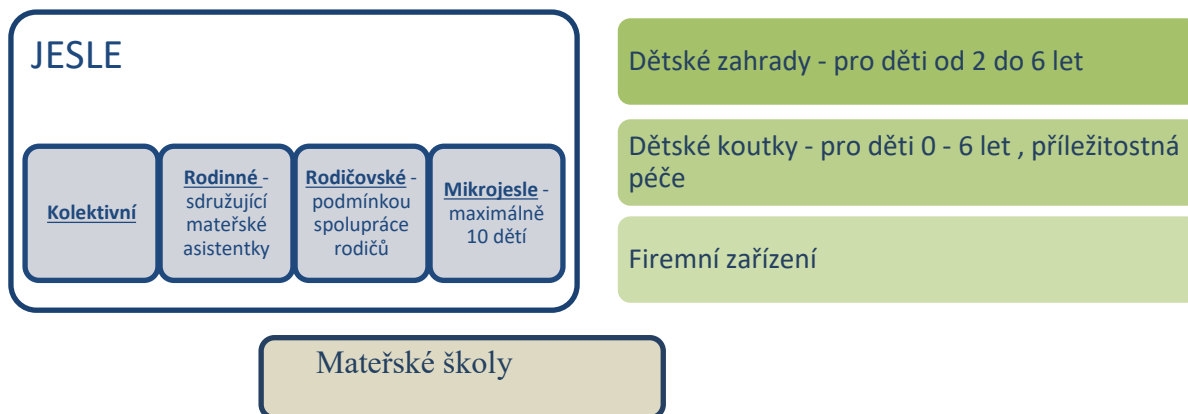 JESLE
Kolektivní
Rodinné -
sdružující
mateřské
asistentky
Rodičovské -
podmínkou
spolupráce
rodičů
Mikrojesle -
maximálně
10 dětí
Dětské zahrady - pro děti od 2 do 6 let
Dětské koutky - pro děti 0 - 6 let , příležitostná
péče
Firemní zařízení
Mateřské školy